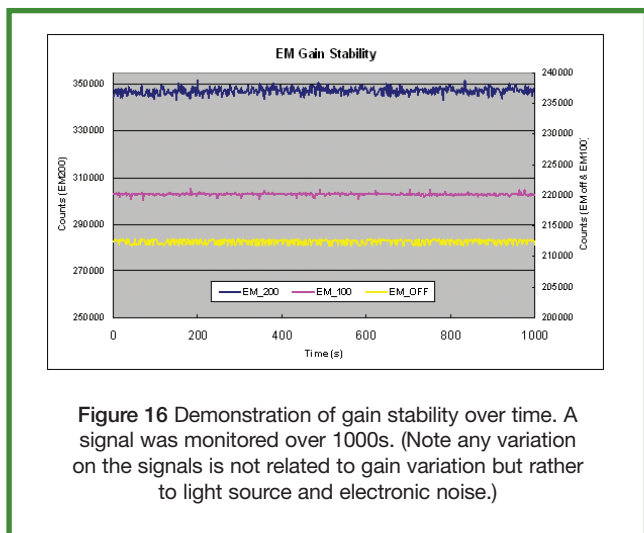 EM Gain Stability
350000
330000
310000
290000
270000
250000
Counts (EM200)
240000
235000
230000
225000
220000
215000
210000
205000
200000
Counts (EM off & EM100)
0 200 400 600 800 1000
Time (s)
EM_200 EM_100 EM_OFF
Figure 16 Demonstration of gain stability over time. A
signal was monitored over 1000s. (Note any variation
on the signals is not related to gain variation but rather
to light source and electronic noise.)